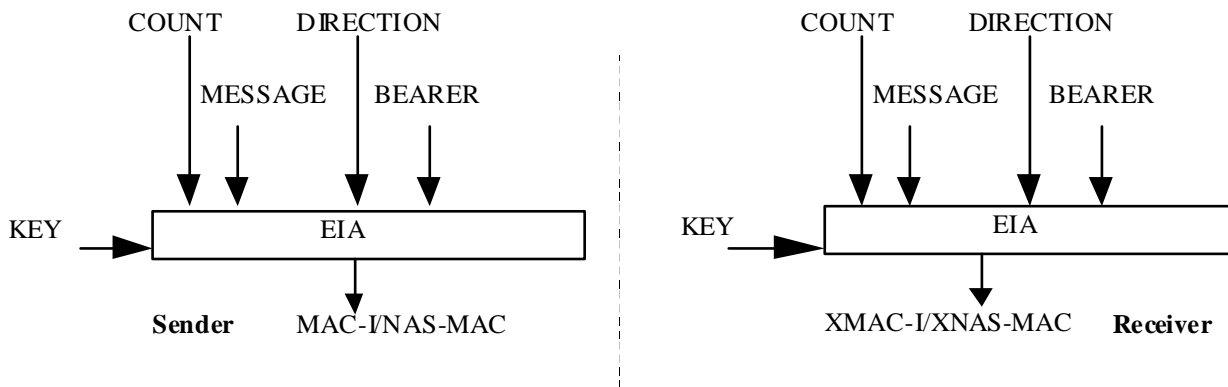 COUNT DIRECTION
MESSAGE BEARER
KEY EIA
Sender MAC-I/NAS-MAC
COUNT DIRECTION
MESSAGE BEARER
KEY EIA
XMAC-I/XNAS-MAC Receiver